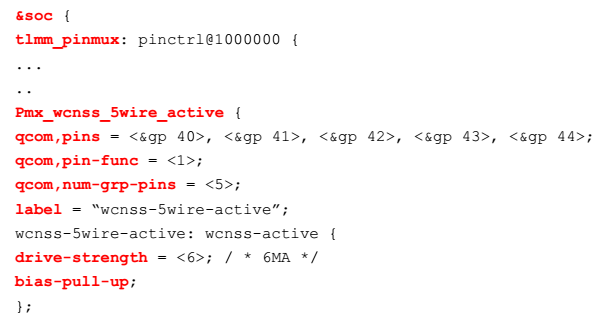 &soc {
tlmm_pinmux: pinctrl@1000000 {
...
..
Pmx_wcnss_5wire_active {
qcom,pins = <&gp 40>, <&gp 41>, <&gp 42>, <&gp 43>, <&gp 44>;
qcom,pin-func = <1>;
qcom,num-grp-pins = <5>;
label = “wcnss-5wire-active”;
wcnss-5wire-active: wcnss-active {
drive-strength = <6>; / * 6MA */
bias-pull-up;
};